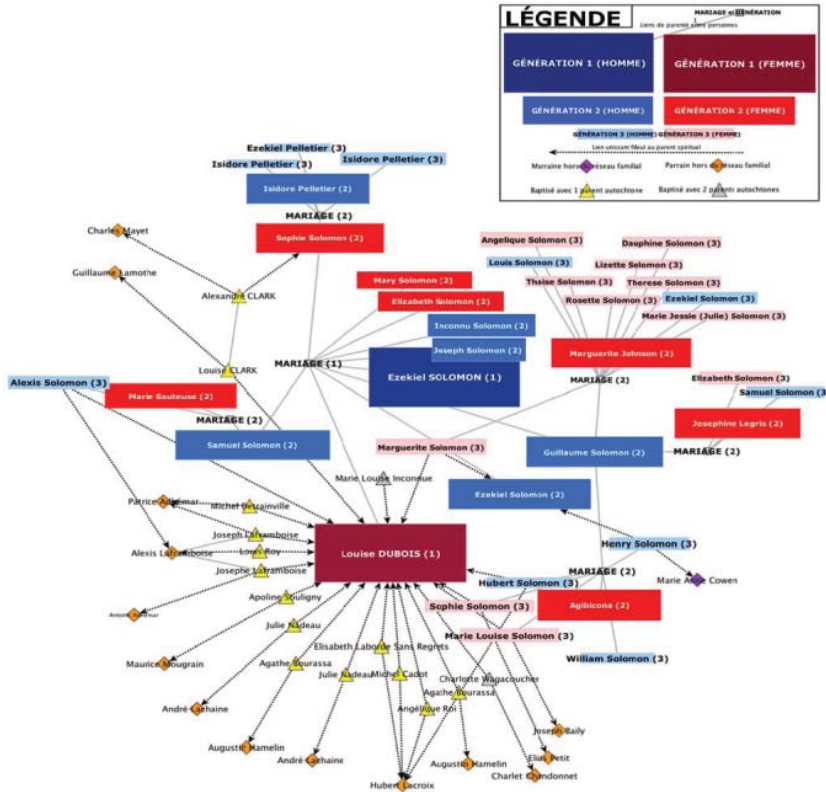 LÉGENDE
MARIAGE et GÉNÉRATION
Liens de parenté entre personnes
GÉNÉRATION 1 (HOMME)
GÉNÉRATION 1 (FEMME)
GÉNÉRATION 2 (HOMME)
GÉNÉRATION 2 (FEMME)
GÉNÉRATION 3 (HOMME)
GÉNÉRATION 3 (FEMME)
Lien unissant filleul au parent spirituel
Marraine hors du réseau familial
Parrain hors du réseau familial
Baptisé avec 1 parent autochtone
Baptisé avec 2 parents autochtones
Ezekiel Pelletier (3)
Isidore Pelletier (3)
Isidore Pelletier (3)
Isidore Pelletier (2)
MARIAGE (2)
Sophie Solomon (2)
Charles Mayet
Guillaume Lamothe
Alexandre CLARK
Louise CLARK
Mary Solomon (2)
Elizabeth Solomon (2)
Inconnu Solomon (2)
Joseph Solomon (2)
MARIAGE (1)
Ezekiel SOLOMON (1)
Angelique Solomon (3)
Dauphine Solomon (3)
Louis Solomon (3)
Lizette Solomon (3)
Thaise Solomon (3)
Therese Solomon (3)
Rosette Solomon (3)
Ezekiel Solomon (3)
Marie Jessie (Julie) Solomon (3)
Marguerite Johnson (2)
MARIAGE (2)
Elizabeth Solomon (3)
Samuel Solomon (3)
Josephine Legris (2)
MARIAGE (2)
Alexis Solomon (3)
Marie Sauteuse (2)
MARIAGE (2)
Samuel Solomon (2)
Marguerite Solomon (3)
Guillaume Solomon (2)
Marie Louise Inconnue
Ezekiel Solomon (2)
Patrice Adhémar
Michel Bezrainville
Joseph Laframboise
Alexis Laframboise
Louis Roy
Josephe Laframboise
Louise DUBOIS (1)
Henry Solomon (3)
MARIAGE (2)
Marie Anne Cowen
Hubert Solomon (3)
Agibicona (2)
Sophie Solomon (3)
Marie Louise Solomon (3)
William Solomon (3)
Apoline Souligny
Antoine Adhémar
Julie Nadeau
Elisabeth Laborde Sans Regrets
Maurice Mougrain
Agathe Bourassa
Julie Nadeau
Michel Cadot
Charlotte Wagacoucher
Agathe Bourassa
André Lachaine
Angélique Roi
Joseph Baily
Augustin Hamelin
André Lachaine
Augustin Hamelin
Elias Petit
Charlet Chandonnet
Hubert Lacroix